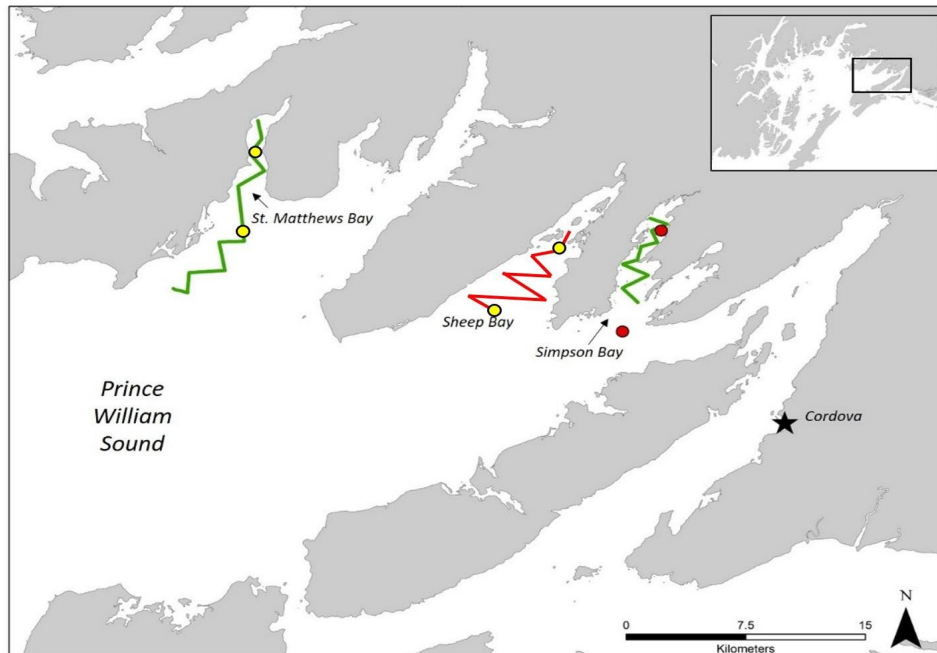 St. Matthews Bay
Sheep Bay
Simpson Bay
Prince
William
Sound
Cordova
N
0 7.5 15
Kilometers